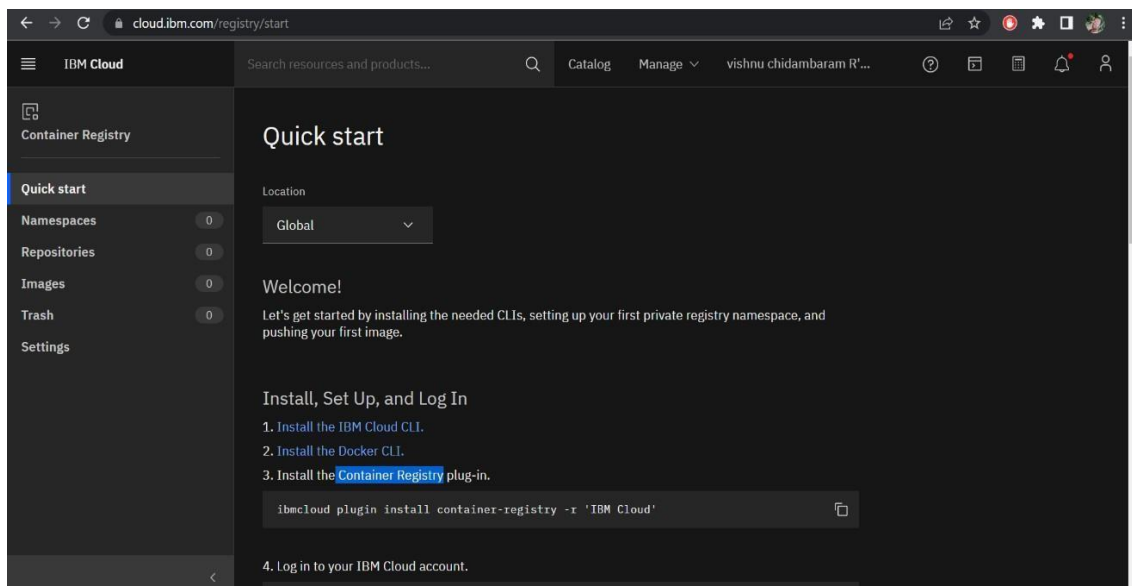 cloud.ibm.com/registry/start
IBM Cloud
Search resources and products...
Catalog
Manage
vishnu chidambaram R'...
Container Registry
Quick start
Namespaces 0
Repositories 0
Images 0
Trash 0
Settings
Quick start
Location
Global
Welcome!
Let's get started by installing the needed CLIs, setting up your first private registry namespace, and
pushing your first image.
Install, Set Up, and Log In
1. Install the IBM Cloud CLI.
2. Install the Docker CLI.
3. Install the Container Registry plug-in.
ibmcloud plugin install container-registry -r 'IBM Cloud'
4. Log in to your IBM Cloud account.